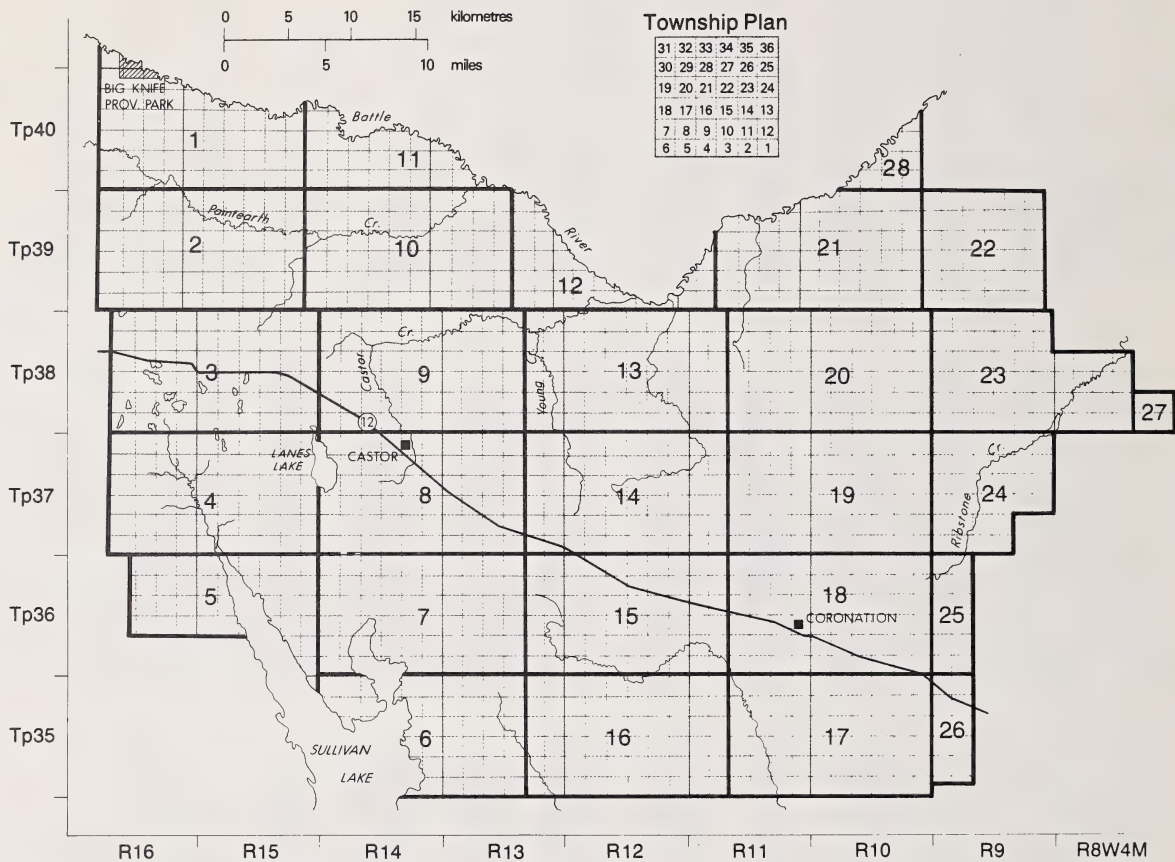 0 5 10 15 kilometres
0 5 10 miles
Township Plan
31 32 33 34 35 36
30 29 28 27 26 25
19 20 21 22 23 24
18 17 16 15 14 13
7 8 9 10 11 12
6 5 4 3 2 1
BIG KNIFE
PROV. PARK
Battle
Tp40
1
11
28
Paintearth
Cr.
River
Tp39
2
10
12
21
22
Cr.
Castor
Young
Cr.
Tp38
3
9
13
20
23
12
27
LANES
LAKE
CASTOR
Cr.
Ribstone
Tp37
4
8
14
19
24
Tp36
5
7
15
18
CORONATION
25
Tp35
SULLIVAN
LAKE
6
16
17
26
R16 R15 R14 R13 R12 R11 R10 R9 R8W4M